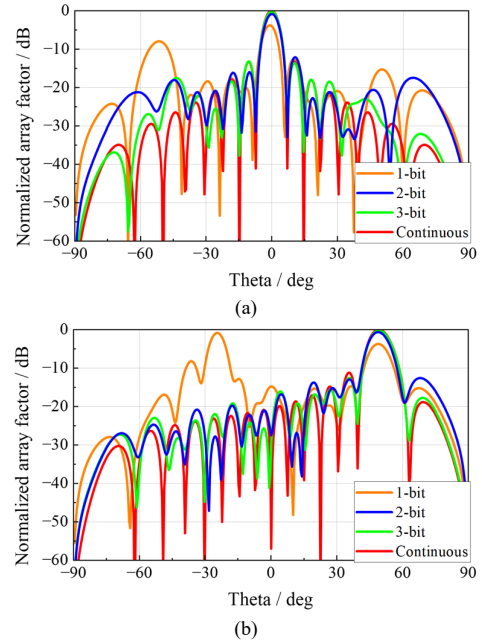 Normalized array factor / dB
0
−10
−20
−30
−40
−50
−60
1-bit
2-bit
3-bit
Continuous
−90
−60
−30
0
30
60
90
Theta / deg
(a)
Normalized array factor / dB
0
−10
−20
−30
−40
−50
−60
1-bit
2-bit
3-bit
Continuous
−90
−60
−30
0
30
60
90
Theta / deg
(b)